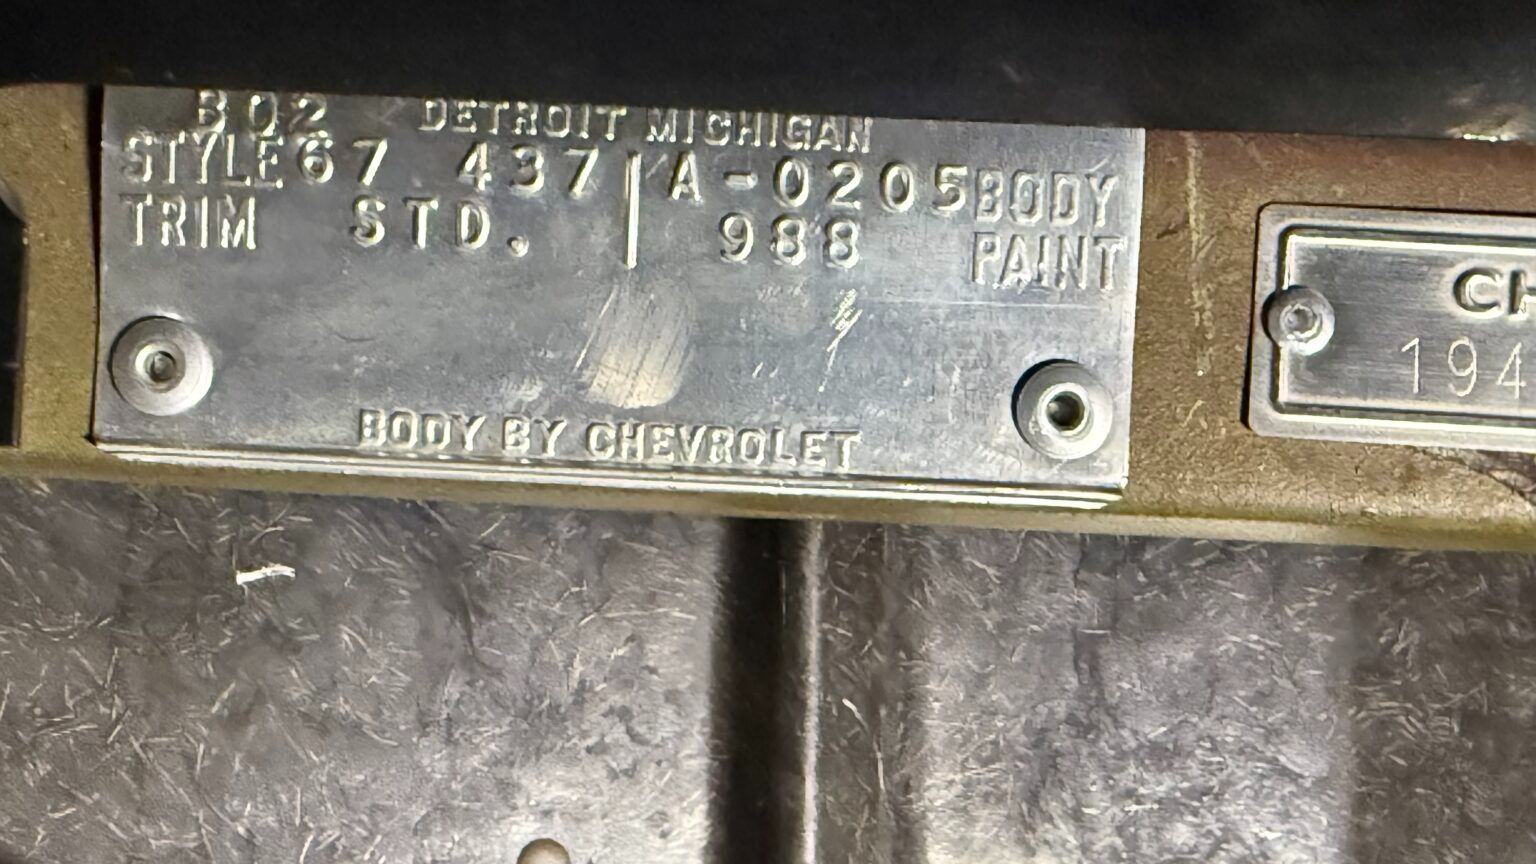 B02 DETROIT MICHIGAN
STYLE 67 437 | A-0205 BODY
TRIM STD. | 988 PAINT
BODY BY CHEVROLET
CH
194